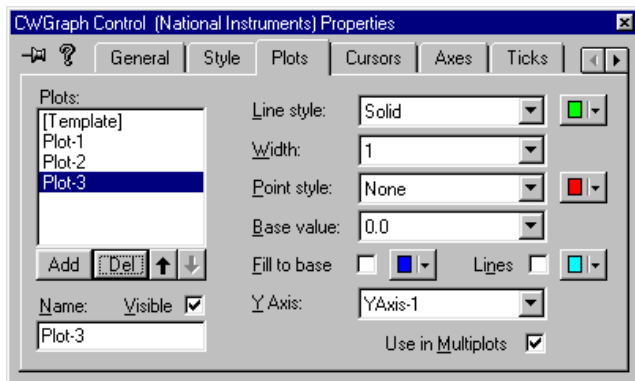 CWGraph Control (National Instruments) Properties
General Style Plots Cursors Axes Ticks
Plots:
[Template]
Plot-1
Plot-2
Plot-3
Add Del
Name: Visible
Plot-3
Line style: Solid
Width: 1
Point style: None
Base value: 0.0
Fill to base Lines
Y Axis: YAxis-1
Use in Multiplots